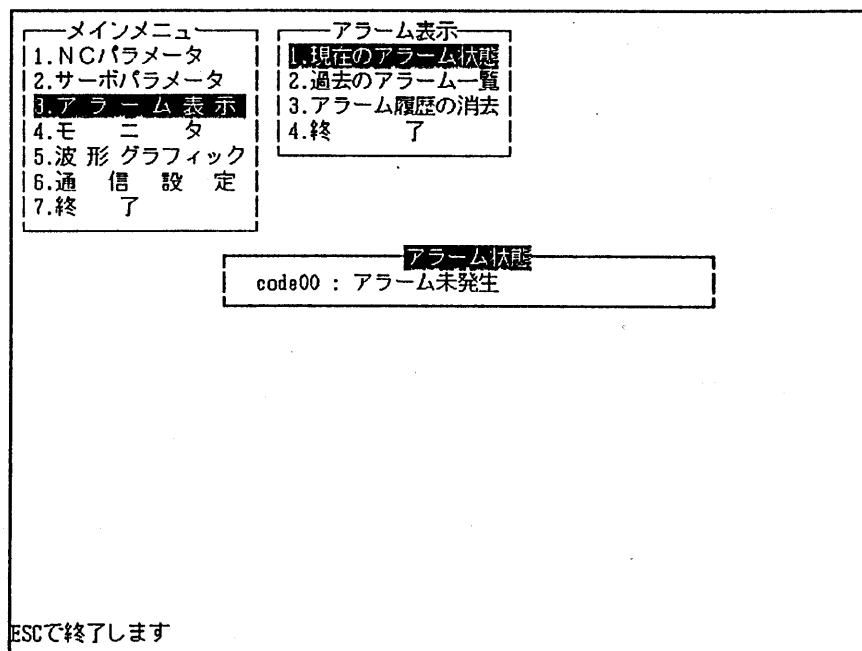 メインメニュー
1.NCパラメータ
2.サーボパラメータ
3.アラーム表示
4.モニタ
5.波形グラフィック
6.通信設定
7.終了
アラーム表示
1.現在のアラーム状態
2.過去のアラーム一覧
3.アラーム履歴の消去
4.終了
アラーム状態
code00 : アラーム未発生
ESCで終了します